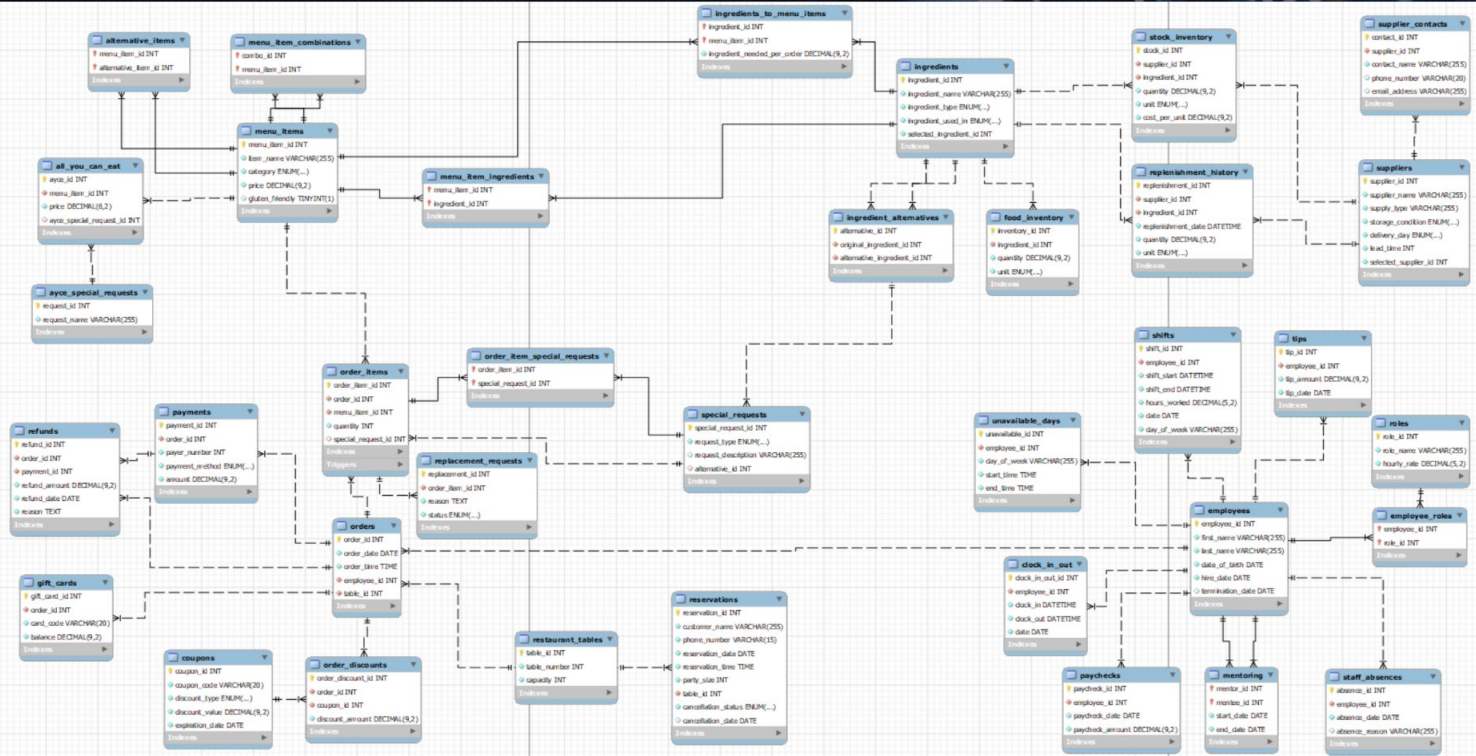 alternative_items
menu_item_id INT
alternative_item_id INT
Indexes
menu_item_combinations
combo_id INT
menu_item_id INT
Indexes
ingredients_to_menu_items
ingredient_id INT
menu_item_id INT
ingredient_needed_per_order DECIMAL(9,2)
Indexes
ingredients
ingredient_id INT
ingredient_name VARCHAR(255)
ingredient_type ENUM(...)
ingredient_used_in ENUM(...)
selected_ingredient_id INT
Indexes
stock_inventory
stock_id INT
supplier_id INT
ingredient_id INT
quantity DECIMAL(9,2)
unit ENUM(...)
cost_per_unit DECIMAL(9,2)
Indexes
supplier_contacts
contact_id INT
supplier_id INT
contact_name VARCHAR(255)
phone_number VARCHAR(20)
email_address VARCHAR(255)
Indexes
menu_items
menu_item_id INT
item_name VARCHAR(255)
category ENUM(...)
price DECIMAL(9,2)
gluten_friendly TINYINT(1)
Indexes
all_you_can_eat
ayce_id INT
menu_item_id INT
price DECIMAL(6,2)
ayce_special_request_id INT
Indexes
menu_item_ingredients
menu_item_id INT
ingredient_id INT
Indexes
replenishment_history
replenishment_id INT
supplier_id INT
ingredient_id INT
replenishment_date DATETIME
quantity DECIMAL(9,2)
unit ENUM(...)
Indexes
suppliers
supplier_id INT
supplier_name VARCHAR(255)
supply_type VARCHAR(255)
storage_condition ENUM(...)
delivery_day ENUM(...)
lead_time INT
selected_supplier_id INT
Indexes
ingredient_alternatives
alternative_id INT
original_ingredient_id INT
alternative_ingredient_id INT
Indexes
food_inventory
inventory_id INT
ingredient_id INT
quantity DECIMAL(9,2)
unit ENUM(...)
Indexes
ayce_special_requests
request_id INT
request_name VARCHAR(255)
Indexes
order_items
order_item_id INT
order_id INT
menu_item_id INT
quantity INT
special_request_id INT
Indexes
Triggers
order_item_special_requests
order_item_id INT
special_request_id INT
Indexes
special_requests
special_request_id INT
request_type ENUM(...)
request_description VARCHAR(255)
alternative_id INT
Indexes
shifts
shift_id INT
employee_id INT
shift_start DATETIME
shift_end DATETIME
hours_worked DECIMAL(5,2)
date DATE
day_of_week VARCHAR(255)
Indexes
tips
tip_id INT
employee_id INT
tip_amount DECIMAL(9,2)
tip_date DATE
Indexes
refunds
refund_id INT
order_id INT
payment_id INT
refund_amount DECIMAL(9,2)
refund_date DATE
reason TEXT
Indexes
payments
payment_id INT
order_id INT
payer_number INT
payment_method ENUM(...)
amount DECIMAL(9,2)
Indexes
replacement_requests
replacement_id INT
order_item_id INT
reason TEXT
status ENUM(...)
Indexes
unavailable_days
unavailable_id INT
employee_id INT
day_of_week VARCHAR(255)
start_time TIME
end_time TIME
Indexes
roles
role_id INT
role_name VARCHAR(255)
hourly_rate DECIMAL(5,2)
Indexes
employees
employee_id INT
first_name VARCHAR(255)
last_name VARCHAR(255)
date_of_birth DATE
hire_date DATE
termination_date DATE
Indexes
employee_roles
employee_id INT
role_id INT
Indexes
orders
order_id INT
order_date DATE
order_time TIME
employee_id INT
table_id INT
Indexes
gift_cards
gift_card_id INT
order_id INT
card_code VARCHAR(20)
balance DECIMAL(9,2)
Indexes
clock_in_out
clock_in_out_id INT
employee_id INT
clock_in DATETIME
clock_out DATETIME
date DATE
Indexes
reservations
reservation_id INT
customer_name VARCHAR(255)
phone_number VARCHAR(15)
reservation_date DATE
reservation_time TIME
party_size INT
table_id INT
cancellation_status ENUM(...)
cancellation_date DATE
Indexes
restaurant_tables
table_id INT
table_number INT
capacity INT
Indexes
coupons
coupon_id INT
coupon_code VARCHAR(20)
discount_type ENUM(...)
discount_value DECIMAL(9,2)
expiration_date DATE
Indexes
order_discounts
order_discount_id INT
order_id INT
coupon_id INT
discount_amount DECIMAL(9,2)
Indexes
paychecks
paycheck_id INT
employee_id INT
paycheck_date DATE
paycheck_amount DECIMAL(9,2)
Indexes
mentoring
mentor_id INT
mentee_id INT
start_date DATE
end_date DATE
Indexes
staff_absences
absence_id INT
employee_id INT
absence_date DATE
absence_reason VARCHAR(255)
Indexes